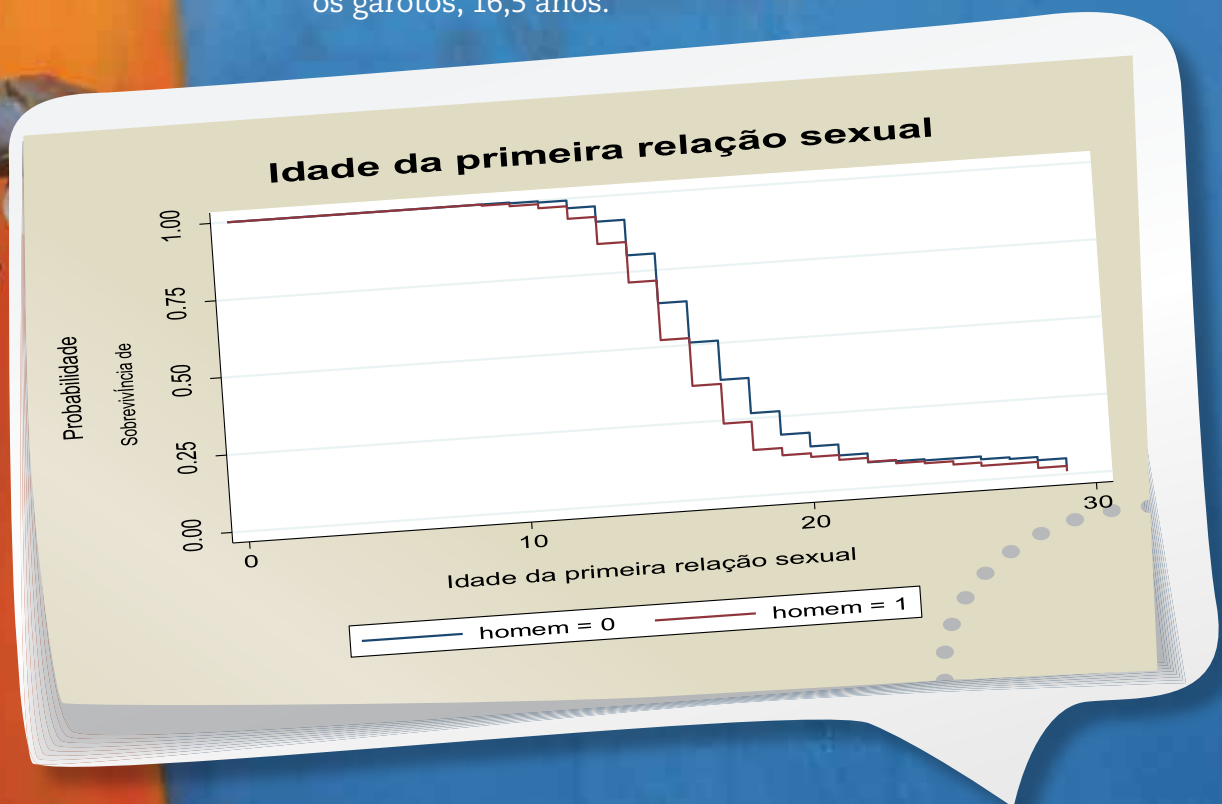 os garotos, 16,5 anos.
Idade da primeira relação sexual
Probabilidade
Sobrevivíncia de
1.00
0.75
0.50
0.25
0.00
0
10
20
30
Idade da primeira relação sexual
homem = 0
homem = 1